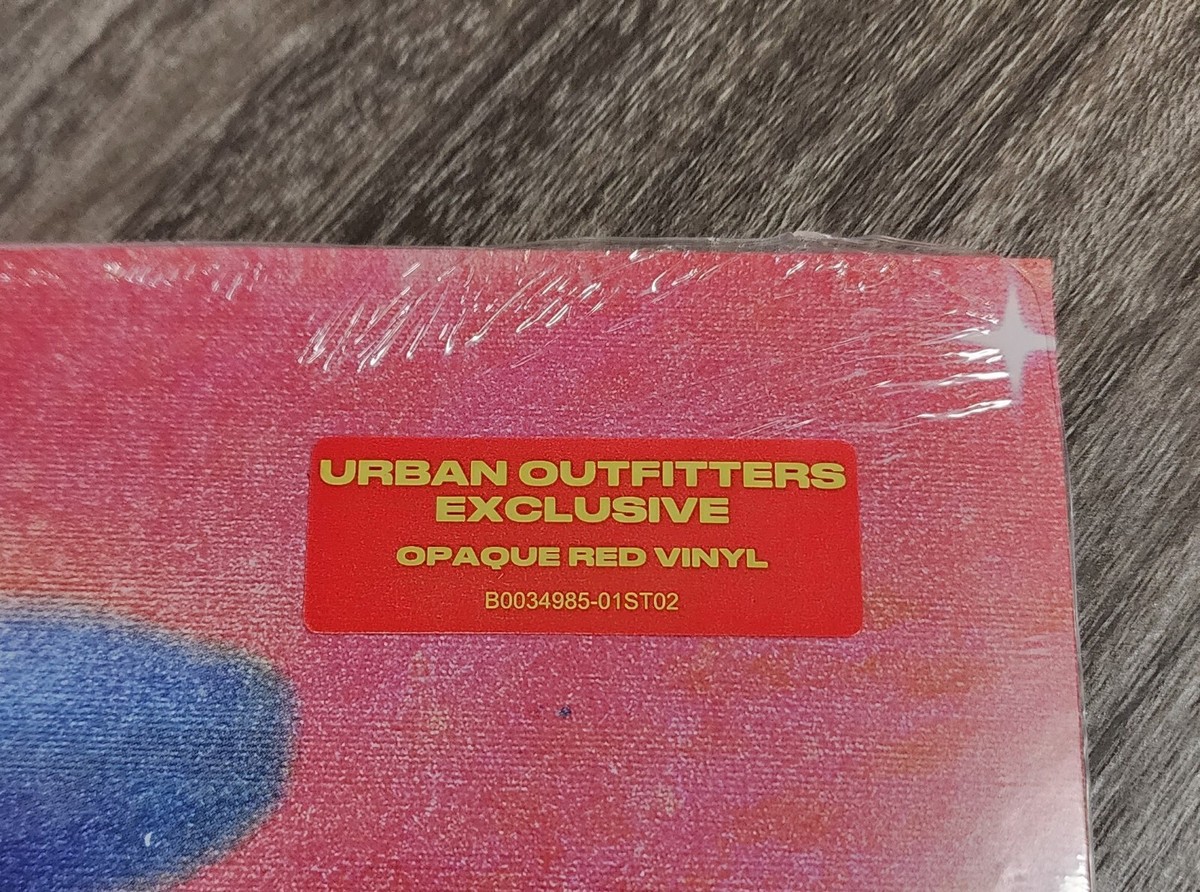 URBAN OUTFITTERS
EXCLUSIVE
OPAQUE RED VINYL
B0034985-01ST02